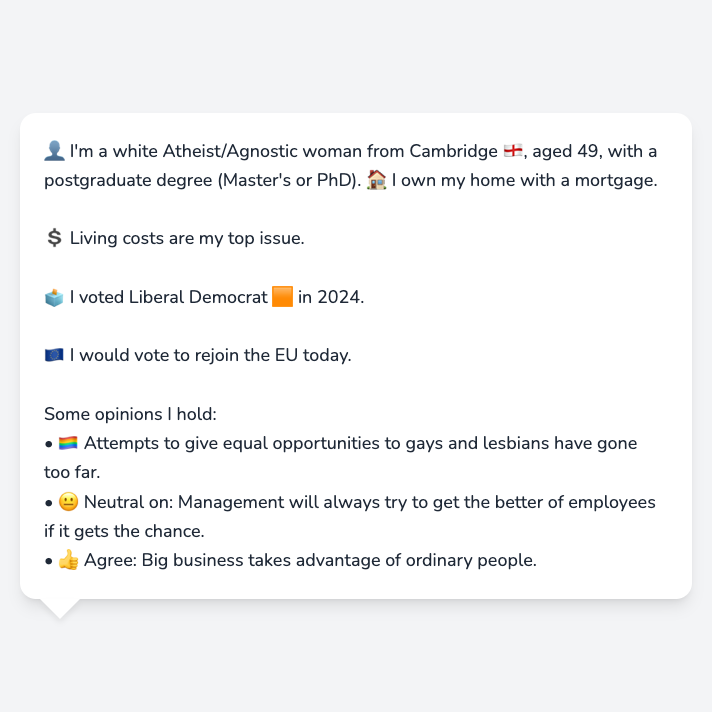 👤 I'm a white Atheist/Agnostic woman from Cambridge 🏴󠁧󠁢󠁥󠁮󠁧󠁿, aged 49, with a
postgraduate degree (Master's or PhD). 🏠 I own my home with a mortgage.
💲 Living costs are my top issue.
🗳️ I voted Liberal Democrat 🟧 in 2024.
🇪🇺 I would vote to rejoin the EU today.
Some opinions I hold:
• 🏳️‍🌈 Attempts to give equal opportunities to gays and lesbians have gone
too far.
• 😐 Neutral on: Management will always try to get the better of employees
if it gets the chance.
• 👍 Agree: Big business takes advantage of ordinary people.